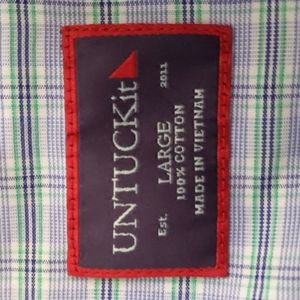 UNTUCKit
Est. LARGE 2011
100% COTTON
MADE IN VIETNAM